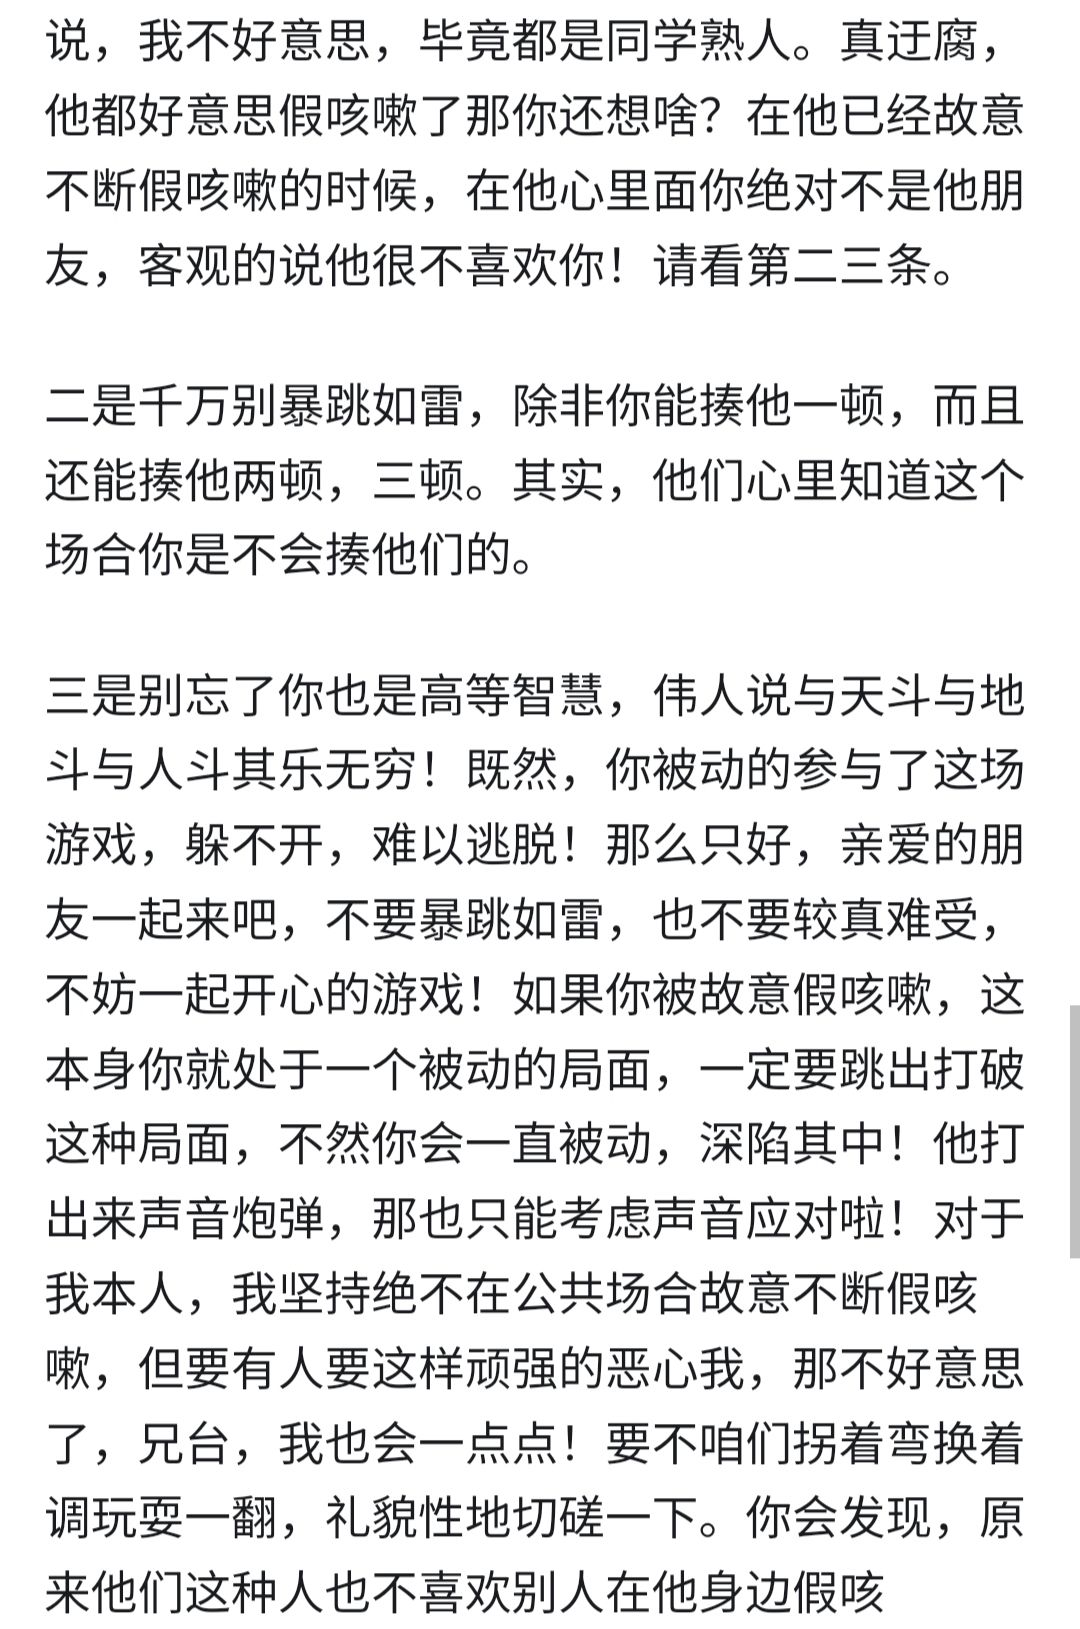 说，我不好意思，毕竟都是同学熟人。真迂腐，
他都好意思假咳嗽了那你还想啥？在他已经故意
不断假咳嗽的时候，在他心里面你绝对不是他朋
友，客观的说他很不喜欢你！请看第二三条。
二是千万别暴跳如雷，除非你能揍他一顿，而且
还能揍他两顿，三顿。其实，他们心里知道这个
场合你是不会揍他们的。
三是别忘了你也是高等智慧，伟人说与天斗与地
斗与人斗其乐无穷！既然，你被动的参与了这场
游戏，躲不开，难以逃脱！那么只好，亲爱的朋
友一起来吧，不要暴跳如雷，也不要较真难受，
不妨一起开心的游戏！如果你被故意假咳嗽，这
本身你就处于一个被动的局面，一定要跳出打破
这种局面，不然你会一直被动，深陷其中！他打
出来声音炮弹，那也只能考虑声音应对啦！对于
我本人，我坚持绝不在公共场合故意不断假咳
嗽，但要有人要这样顽强的恶心我，那不好意思
了，兄台，我也会一点点！要不咱们拐着弯换着
调玩耍一翻，礼貌性地切磋一下。你会发现，原
来他们这种人也不喜欢别人在他身边假咳